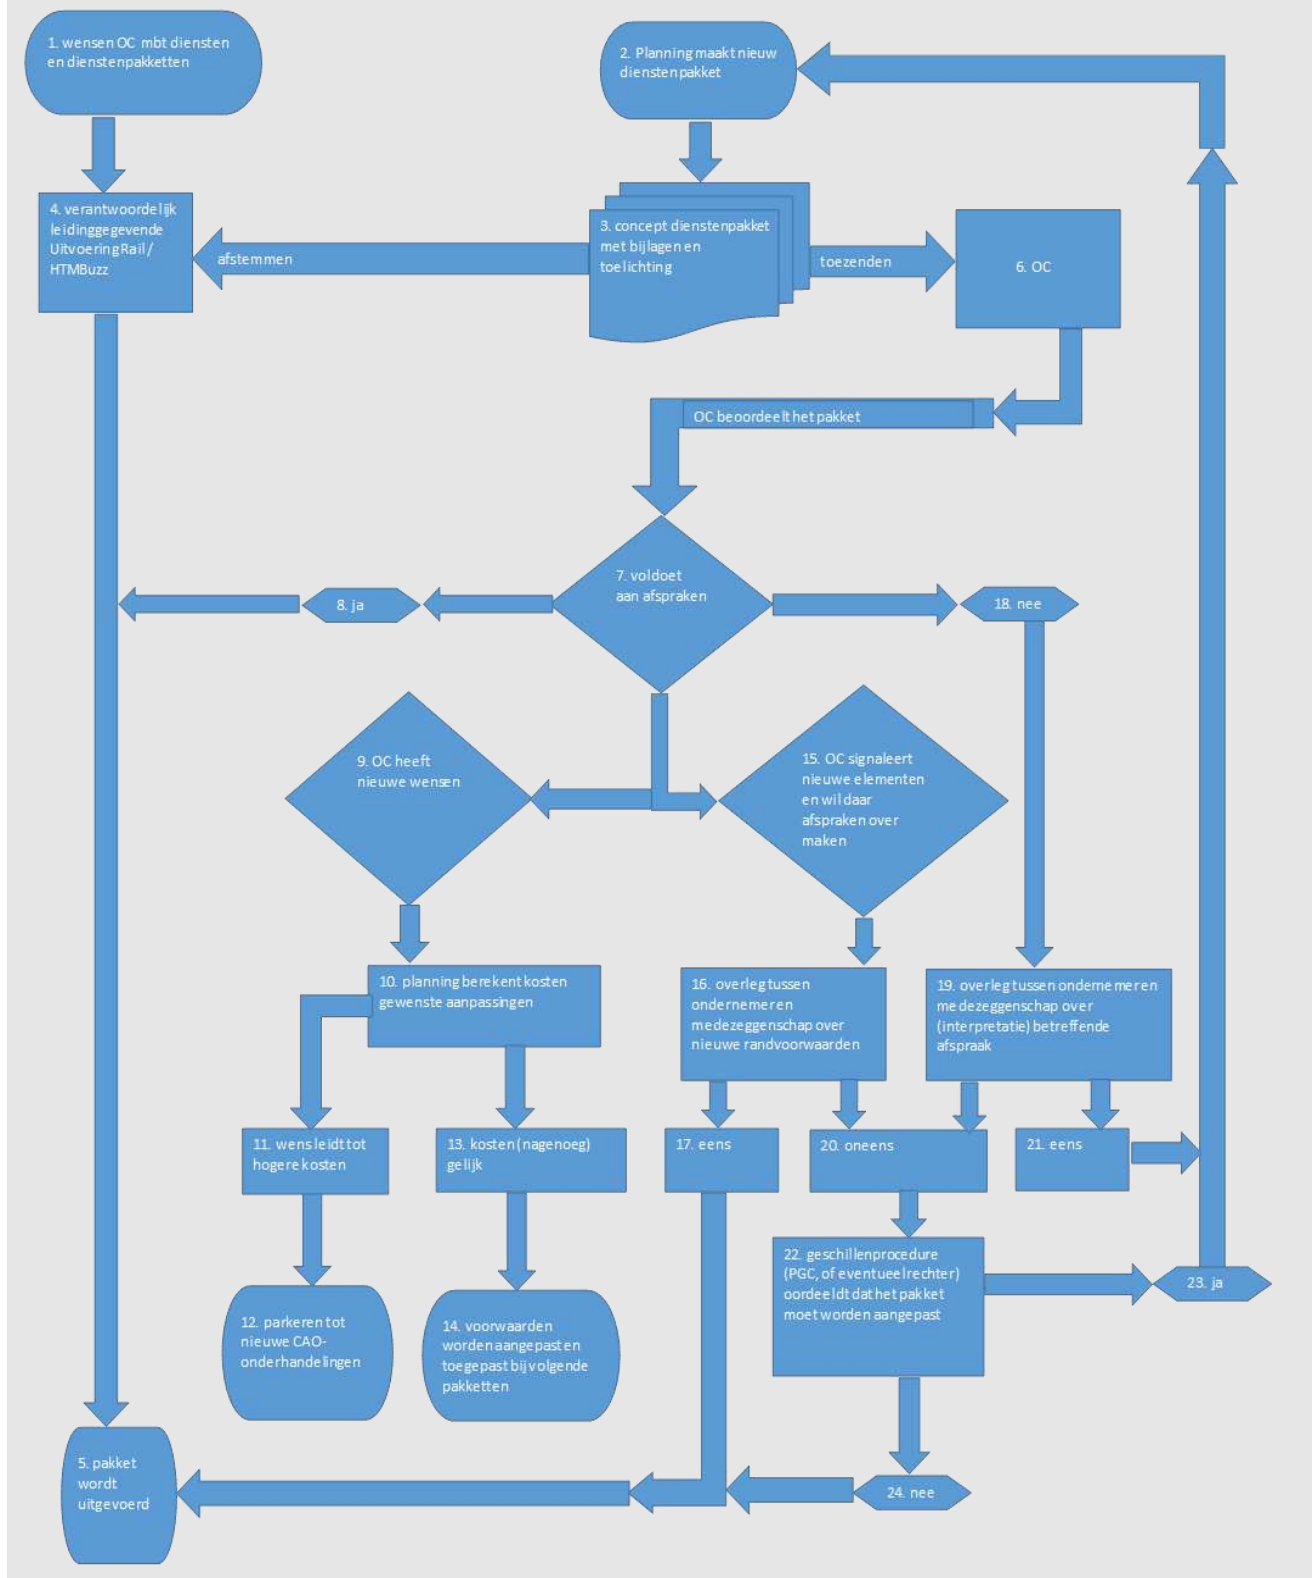 1. wensen OC mbt diensten
en dienstenpakketten
2. Planning maakt nieuw
dienstenpakket
3. concept dienstenpakket
met bijlagen en
toelichting
4. verantwoordelijk
leidinggegevende
Uitvoering Rail /
HTMBuzz
afstemmen
toezenden
6. OC
OC beoordeelt het pakket
7. voldoet
aan afspraken
8. ja
18. nee
9. OC heeft
nieuwe wensen
15. OC signaleert
nieuwe elementen
en wil daar
afspraken over
maken
10. planning berekent kosten
gewenste aanpassingen
16. overleg tussen
ondernemer en
medezeggenschap over
nieuwe randvoorwaarden
19. overleg tussen ondernemer en
medezeggenschap over
(interpretatie) betreffende
afspraak
11. wens leidt tot
hogere kosten
13. kosten (nagenoeg)
gelijk
17. eens
20. oneens
21. eens
22. geschillenprocedure
(PGC, of eventueel rechter)
oordeeldt dat het pakket
moet worden aangepast
23. ja
12. parkeren tot
nieuwe CAO-
onderhandelingen
14. voorwaarden
worden aangepast en
toegepast bij volgende
pakketten
5. pakket
wordt
uitgevoerd
24. nee